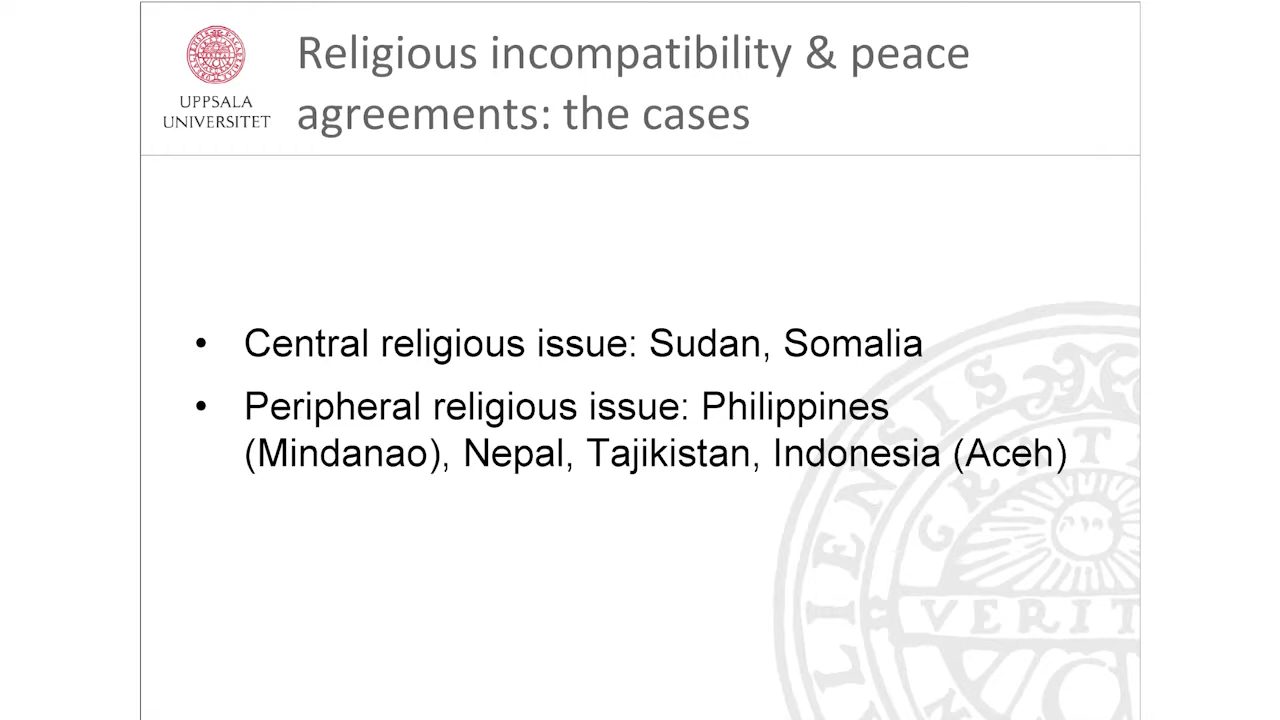 Religious incompatibility & peace
agreements: the cases
UPPSALA
UNIVERSITET
• Central religious issue: Sudan, Somalia
• Peripheral religious issue: Philippines
(Mindanao), Nepal, Tajikistan, Indonesia (Aceh)
VERIT